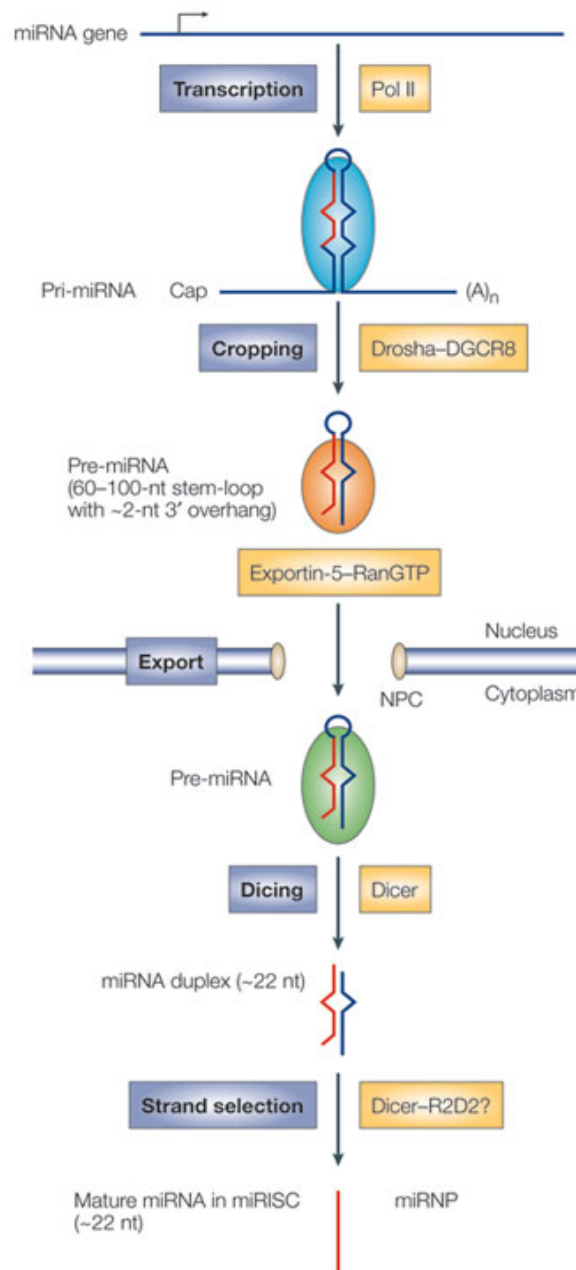 miRNA gene
Transcription
Pol II
Pri-miRNA
Cap
(A)n
Cropping
Drosha–DGCR8
Pre-miRNA
(60–100-nt stem-loop
with ~2-nt 3′ overhang)
Exportin-5–RanGTP
Export
Nucleus
NPC
Cytoplasm
Pre-miRNA
Dicing
Dicer
miRNA duplex (~22 nt)
Strand selection
Dicer–R2D2?
Mature miRNA in miRISC
(~22 nt)
miRNP